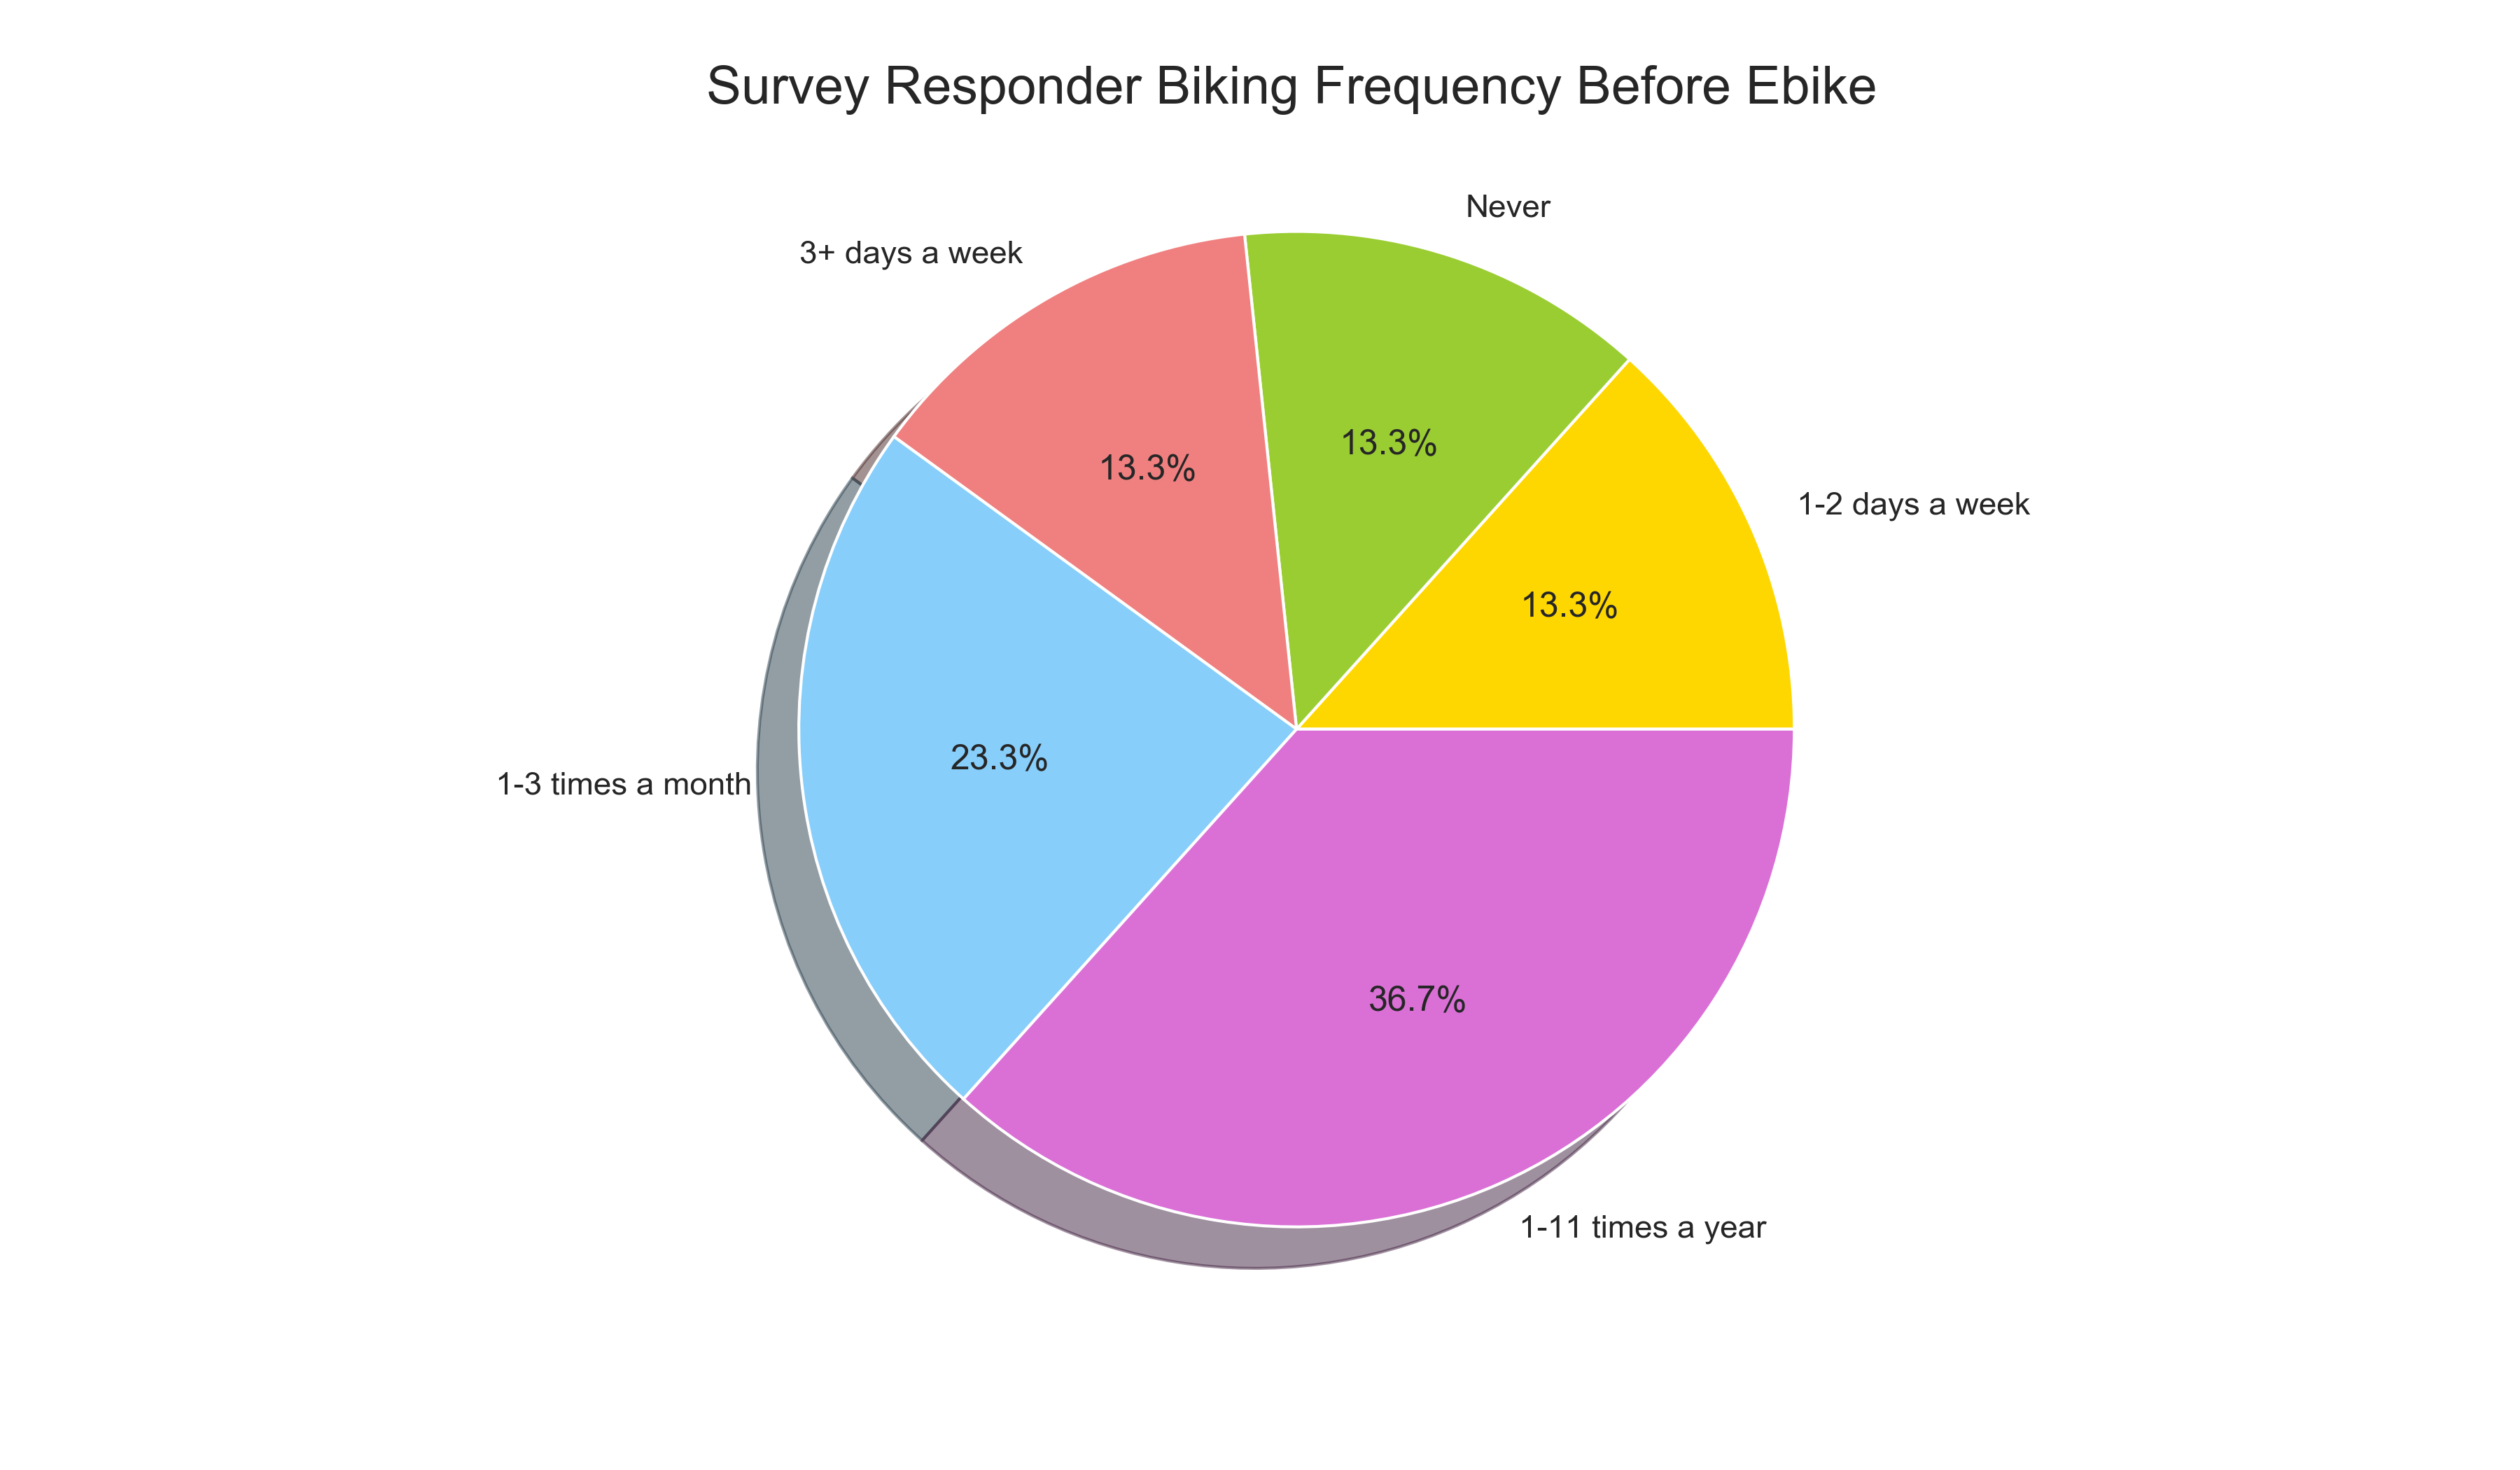 Survey Responder Biking Frequency Before Ebike
Never
3+ days a week
13.3%
13.3%
1-2 days a week
13.3%
1-3 times a month
23.3%
36.7%
1-11 times a year